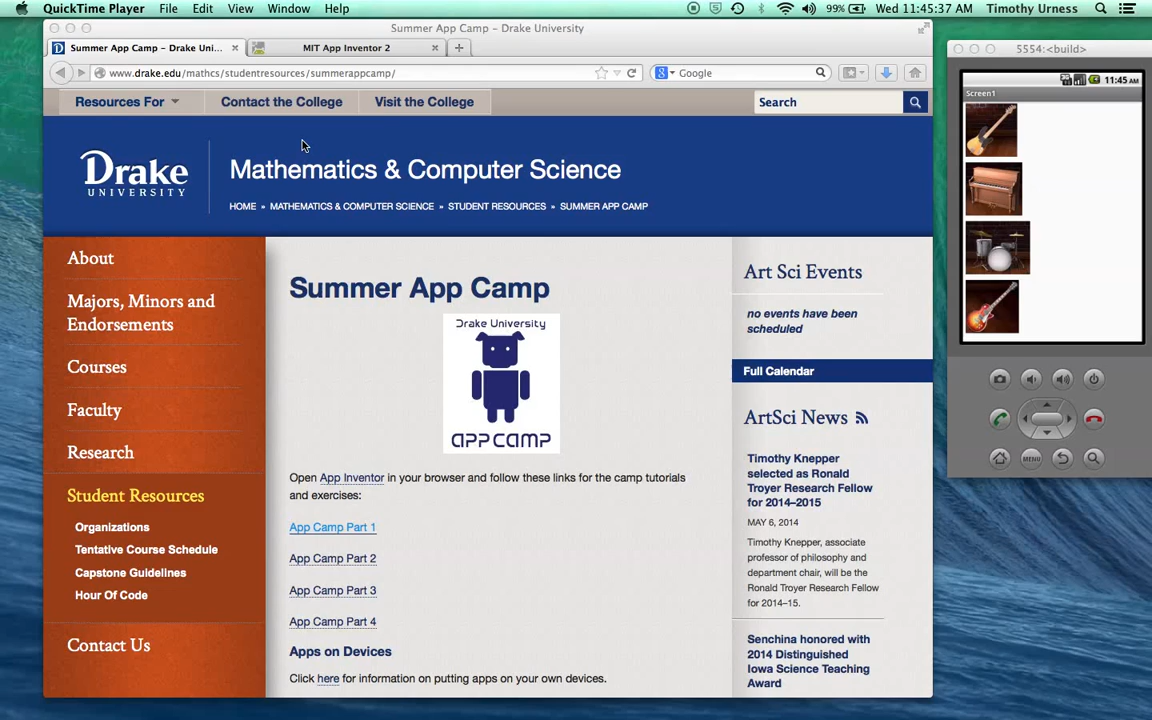 QuickTime Player File Edit View Window Help 99% Wed 11:45:37 AM Timothy Urness
Summer App Camp – Drake University
Summer App Camp – Drake Uni...
MIT App Inventor 2
www.drake.edu/mathcs/studentresources/summerappcamp/
Google
Resources For
Contact the College
Visit the College
Search
Drake
UNIVERSITY
Mathematics & Computer Science
HOME » MATHEMATICS & COMPUTER SCIENCE » STUDENT RESOURCES » SUMMER APP CAMP
About
Majors, Minors and
Endorsements
Courses
Faculty
Research
Student Resources
Organizations
Tentative Course Schedule
Capstone Guidelines
Hour Of Code
Contact Us
Summer App Camp
Drake University
APP CAMP
Open App Inventor in your browser and follow these links for the camp tutorials
and exercises:
App Camp Part 1
App Camp Part 2
App Camp Part 3
App Camp Part 4
Apps on Devices
Click here for information on putting apps on your own devices.
Art Sci Events
no events have been
scheduled
Full Calendar
ArtSci News
Timothy Knepper
selected as Ronald
Troyer Research Fellow
for 2014–2015
MAY 6, 2014
Timothy Knepper, associate
professor of philosophy and
department chair, will be the
Ronald Troyer Research Fellow
for 2014–15.
Senchina honored with
2014 Distinguished
Iowa Science Teaching
Award
5554:<build>
11:45 AM
Screen1
MENU